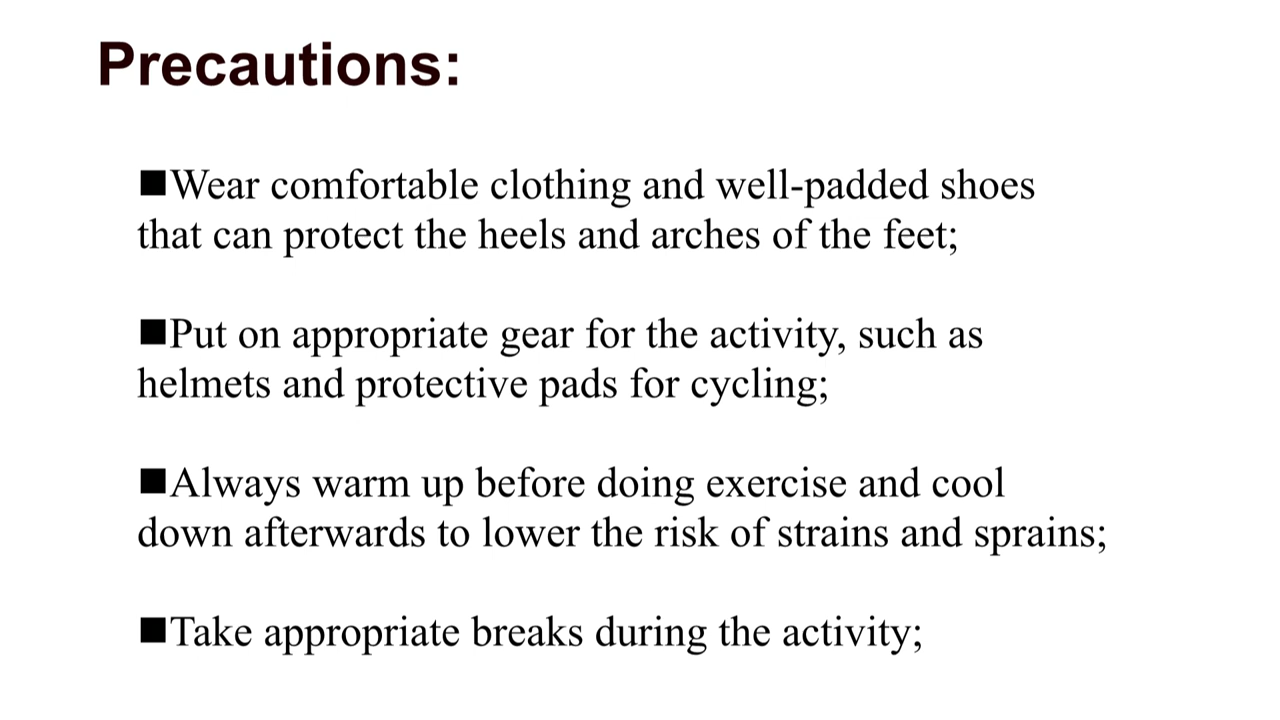 Precautions:
■Wear comfortable clothing and well-padded shoes
that can protect the heels and arches of the feet;
■Put on appropriate gear for the activity, such as
helmets and protective pads for cycling;
■Always warm up before doing exercise and cool
down afterwards to lower the risk of strains and sprains;
■Take appropriate breaks during the activity;